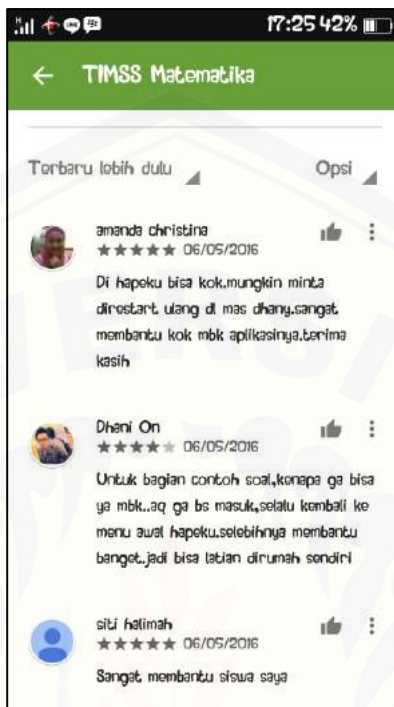 17:25 42%
TIMSS Matematika
Terbaru lebih dulu
Opsi
amanda christina
★★★★★ 06/05/2016
Di hapeku bisa kok.mungkin minta
direstart ulang dl mas dhany.sangat
membantu kok mbk aplikasinya.terima
kasih
Dhani On
★★★★★ 06/05/2016
Untuk bagian contoh soal,kenapa ga bisa
ya mbk..aq ga bs masuk,selalu kembali ke
menu awal hapeku.selebihnya membantu
banget.jadi bisa latian dirumah sendiri
siti halimah
★★★★★ 06/05/2016
Sangat membantu siswa saya